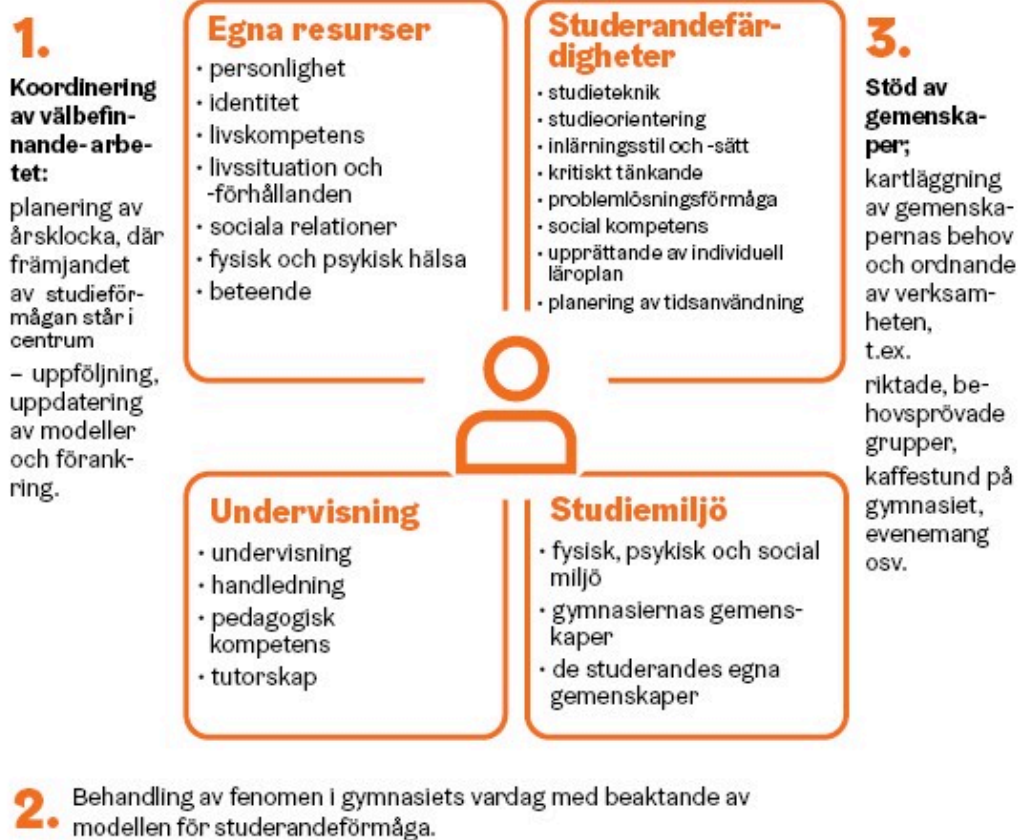 1.
Koordinering
av välbefin-
nande- arbe-
tet:
planering av
årsklocka, där
främjandet
av studieför-
mågan står i
centrum
– uppföljning,
uppdatering
av modeller
och förank-
ring.
Egna resurser
· personlighet
· identitet
· livskompetens
· livssituation och
-förhållanden
· sociala relationer
· fysisk och psykisk hälsa
· beteende
Studerandefär-
digheter
· studieteknik
· studieorientering
· inlärningsstil och -sätt
· kritiskt tänkande
· problemlösningsförmåga
· social kompetens
· upprättande av individuell
läroplan
· planering av tidsanvändning
Undervisning
· undervisning
· handledning
· pedagogisk
kompetens
· tutorskap
Studiemiljö
· fysisk, psykisk och social
miljö
· gymnasiernas gemens-
kaper
· de studerandes egna
gemenskaper
3.
Stöd av
gemenska-
per;
kartläggning
av gemenska-
pernas behov
och ordnande
av verksam-
heten,
t.ex.
riktade, be-
hovsprövade
grupper,
kaffestund på
gymnasiet,
evenemang
osv.
2. Behandling av fenomen i gymnasiets vardag med beaktande av
modellen för studerandeförmåga.